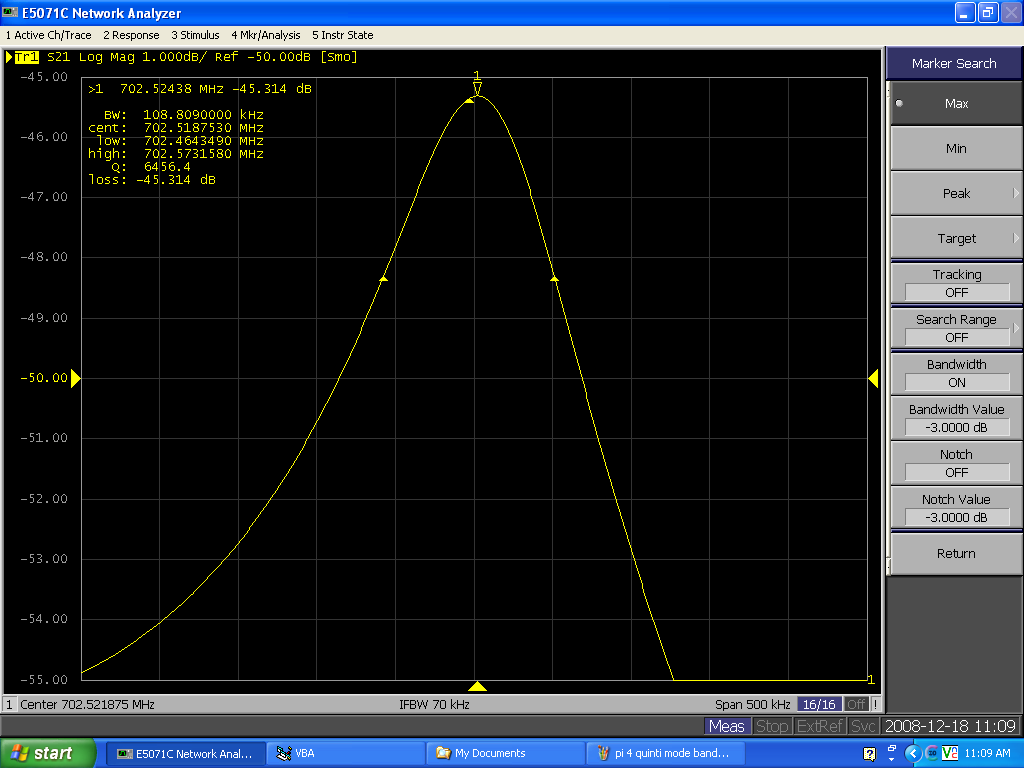 E5071C Network Analyzer
1 Active Ch/Trace 2 Response 3 Stimulus 4 Mkr/Analysis 5 Instr State
Tr1 S21 Log Mag 1.000dB/ Ref -50.00dB [Smo]
Marker Search
-45.00
1
>1 702.52438 MHz -45.314 dB
BW: 108.8090000 kHz
cent: 702.5187530 MHz
low: 702.4643490 MHz
high: 702.5731580 MHz
Q: 6456.4
loss: -45.314 dB
-46.00
-47.00
-48.00
-49.00
-50.00
-51.00
-52.00
-53.00
-54.00
-55.00
1
Max
Min
Peak
Target
Tracking
OFF
Search Range
OFF
Bandwidth
ON
Bandwidth Value
-3.0000 dB
Notch
OFF
Notch Value
-3.0000 dB
Return
1 Center 702.521875 MHz IFBW 70 kHz Span 500 kHz 16/16 Off !
Meas Stop ExtRef Svc 2008-12-18 11:09
start E5071C Network Anal... VBA My Documents pi 4 quinti mode band... 11:09 AM